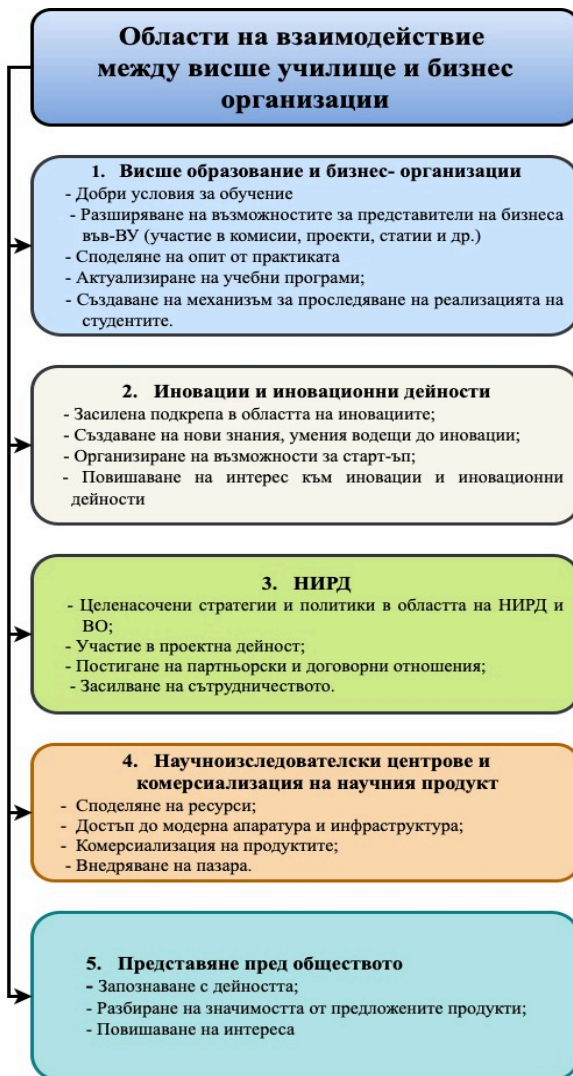 Области на взаимодействие
между висше училище и бизнес
организации
1. Висше образование и бизнес- организации
- Добри условия за обучение
- Разширяване на възможностите за представители на бизнеса
във-ВУ (участие в комисии, проекти, статии и др.)
- Споделяне на опит от практиката
- Актуализиране на учебни програми;
- Създаване на механизъм за проследяване на реализацията на
студентите.
2. Иновации и иновационни дейности
- Засилена подкрепа в областта на иновациите;
- Създаване на нови знания, умения водещи до иновации;
- Организиране на възможности за старт-ъп;
- Повишаване на интерес към иновации и иновационни
дейности
3. НИРД
- Целенасочени стратегии и политики в областта на НИРД и
ВО;
- Участие в проектна дейност;
- Постигане на партньорски и договорни отношения;
- Засилване на сътрудничеството.
4. Научноизследователски центрове и
комерсиализация на научния продукт
- Споделяне на ресурси;
- Достъп до модерна апаратура и инфраструктура;
- Комерсиализация на продуктите;
- Внедряване на пазара.
5. Представяне пред обществото
- Запознаване с дейността;
- Разбиране на значимостта от предложените продукти;
- Повишаване на интереса